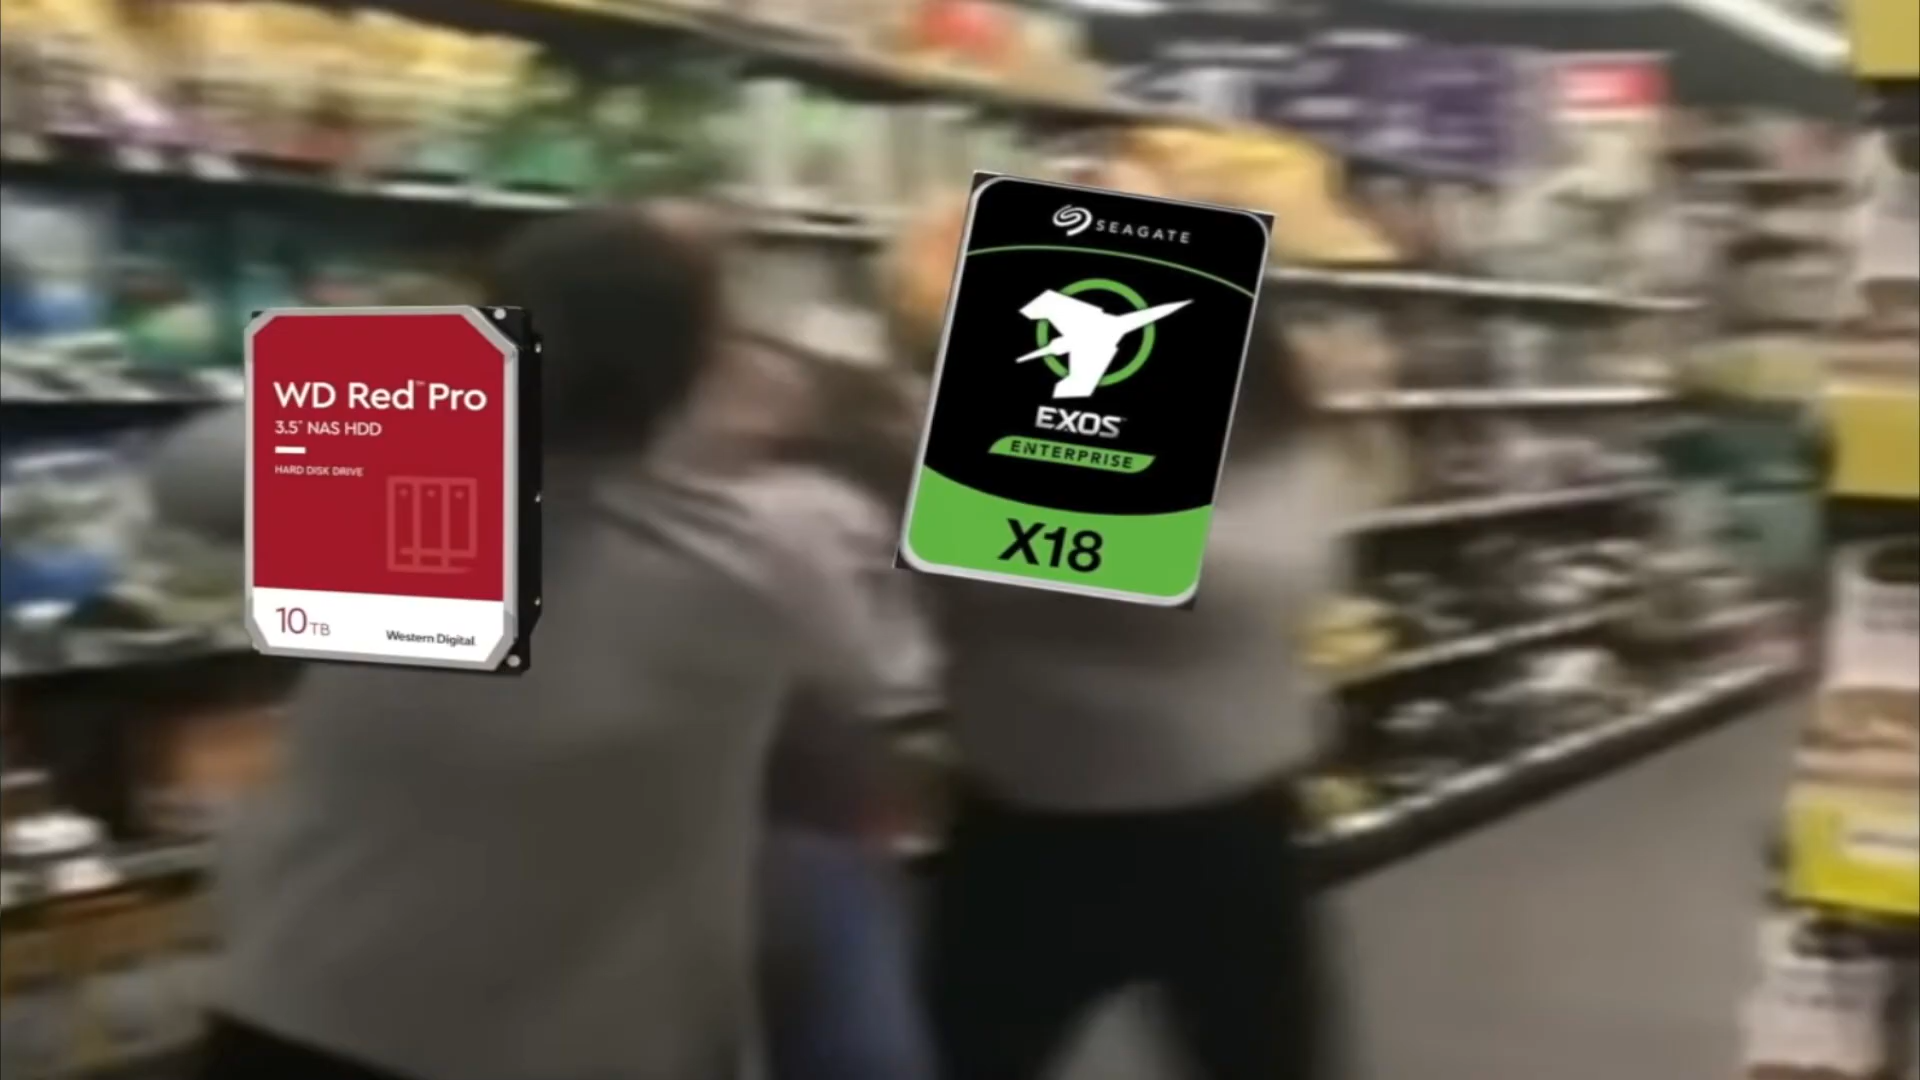 WD Red™ Pro
3.5" NAS HDD
HARD DISK DRIVE
10TB
Western Digital
SEAGATE
EXOS
ENTERPRISE
X18